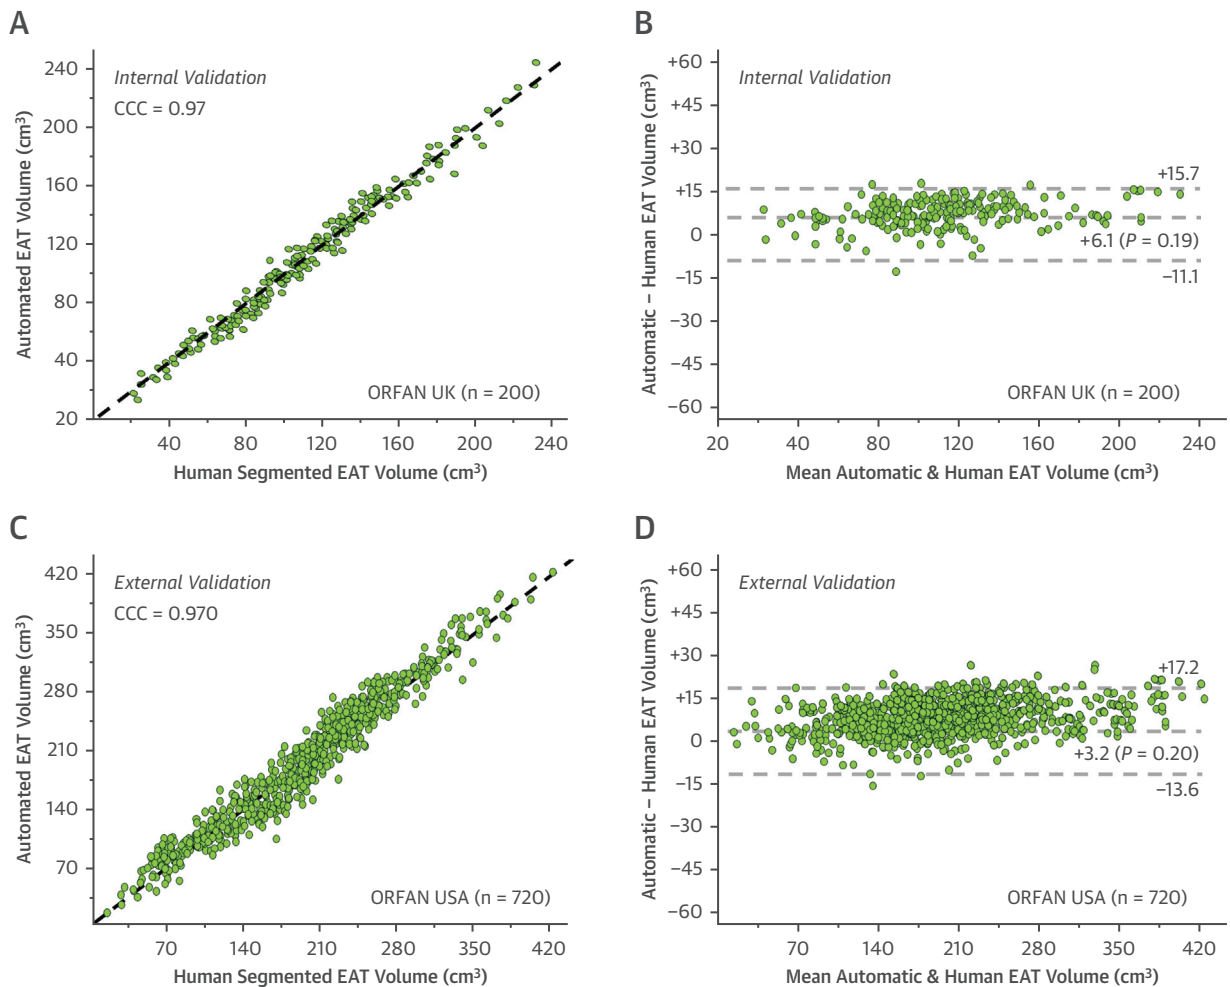 A
Automated EAT Volume (cm³)
240
200
160
120
80
40
20
Internal Validation
CCC = 0.97
ORFAN UK (n = 200)
40 80 120 160 200 240
Human Segmented EAT Volume (cm³)
B
Automatic – Human EAT Volume (cm³)
+60
+45
+30
+15
0
−15
−30
−45
−60
Internal Validation
+15.7
+6.1 (P = 0.19)
−11.1
ORFAN UK (n = 200)
20 40 80 120 160 200 240
Mean Automatic & Human EAT Volume (cm³)
C
Automated EAT Volume (cm³)
420
350
280
210
140
70
External Validation
CCC = 0.970
ORFAN USA (n = 720)
70 140 210 280 350 420
Human Segmented EAT Volume (cm³)
D
Automatic – Human EAT Volume (cm³)
+60
+45
+30
+15
0
−15
−30
−45
−60
External Validation
+17.2
+3.2 (P = 0.20)
−13.6
ORFAN USA (n = 720)
70 140 210 280 350 420
Mean Automatic & Human EAT Volume (cm³)